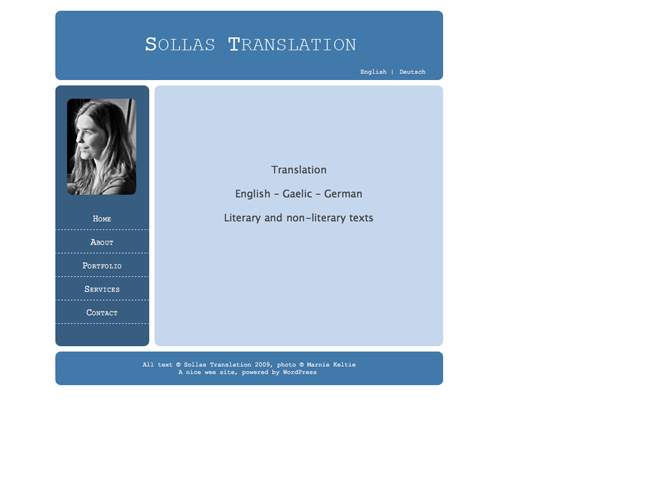 Sollas Translation
English | Deutsch
Translation
English – Gaelic – German
Literary and non-literary texts
Home
About
Portfolio
Services
Contact
All text © Sollas Translation 2009, photo © Marnie Keltie
A nice wee site, powered by WordPress